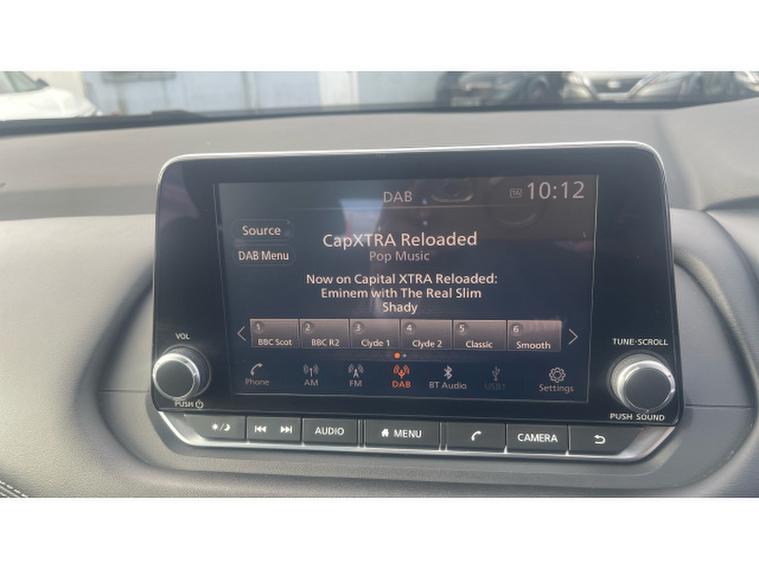 DAB
16 10:12
Source
CapXTRA Reloaded
DAB Menu
Pop Music
Now on Capital XTRA Reloaded:
Eminem with The Real Slim
Shady
1 2 3 4 5 6
BBC Scot BBC R2 Clyde 1 Clyde 2 Classic Smooth
Phone AM FM DAB BT Audio USB1 Settings
VOL
PUSH
TUNE·SCROLL
PUSH SOUND
AUDIO MENU CAMERA